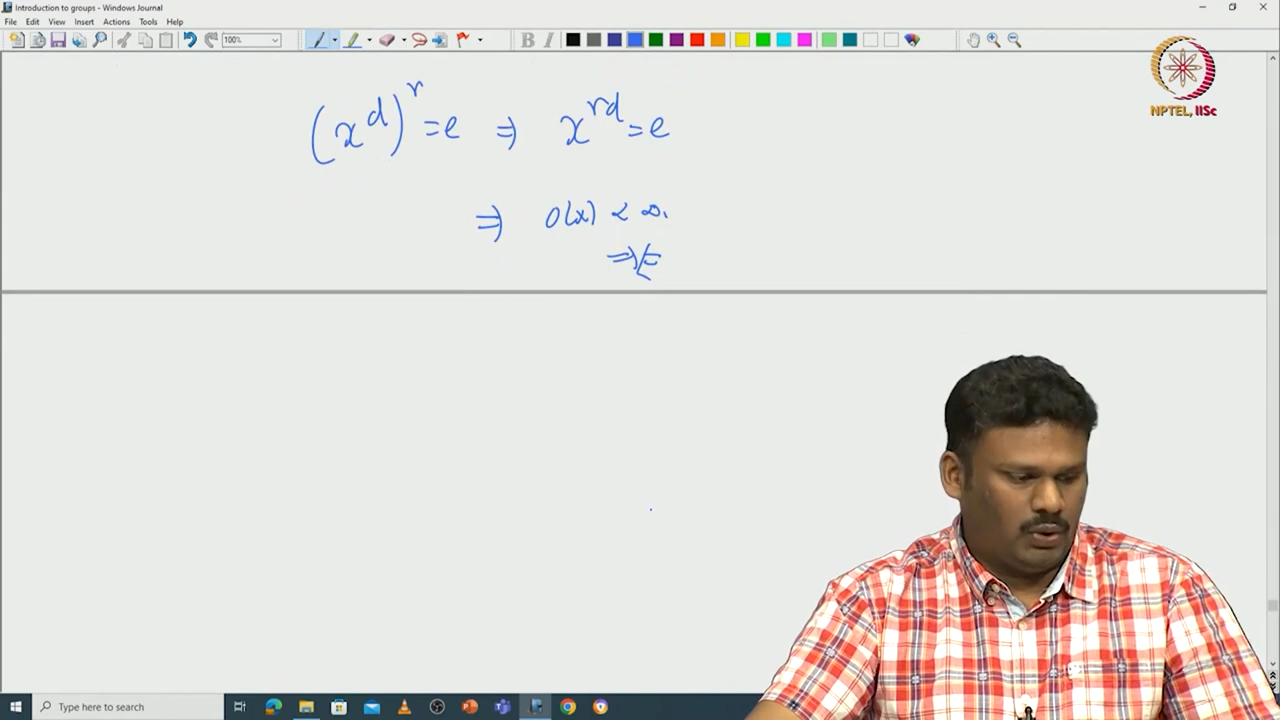 Introduction to groups - Windows Journal
File Edit View Insert Actions Tools Help
100%
B I
NPTEL, IISc
(x^d)^r = e ⇒ x^{rd} = e
⇒ O(x) < ∞.
⇒⇐
Type here to search